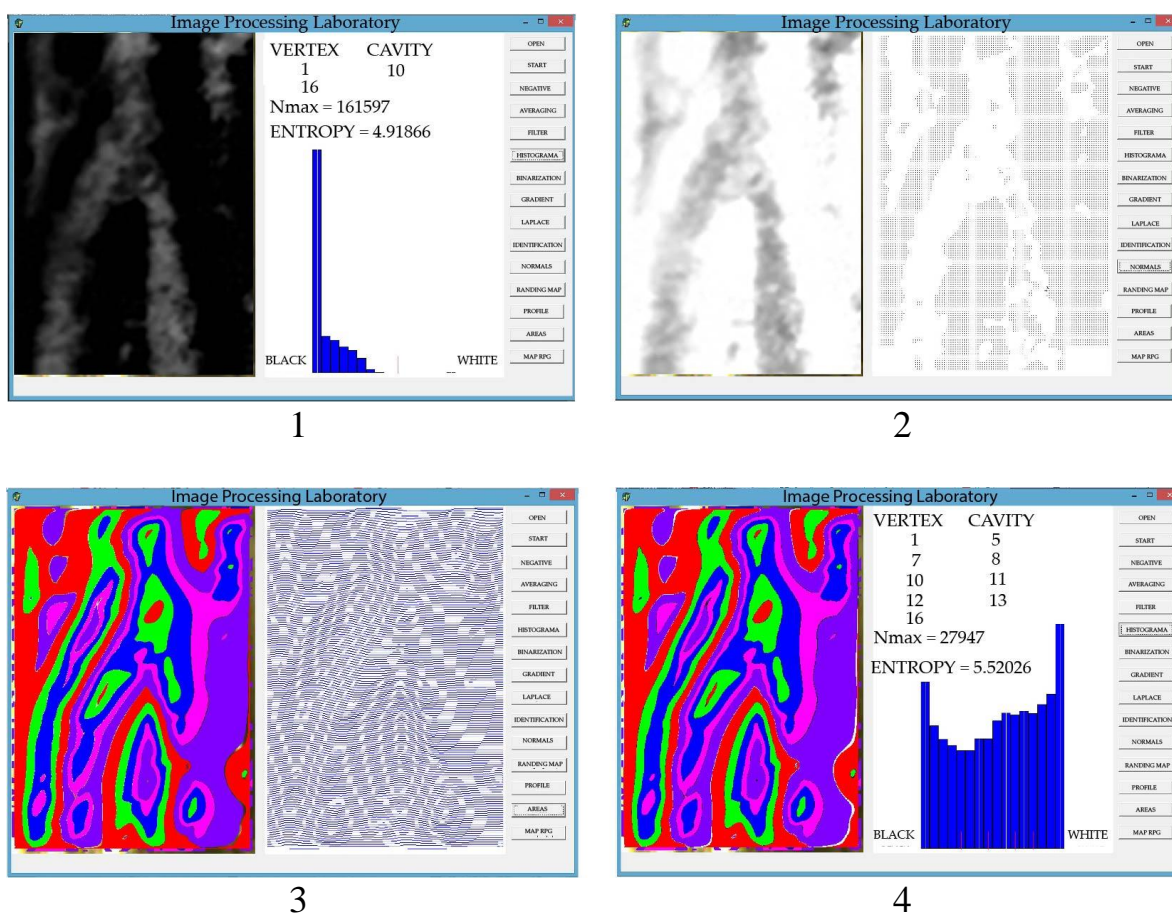 Image Processing Laboratory
VERTEX CAVITY
1 10
16
Nmax = 161597
ENTROPY = 4.91866
BLACK WHITE
OPEN
START
NEGATIVE
AVERAGING
FILTER
HISTOGRAMA
BINARIZATION
GRADIENT
LAPLACE
IDENTIFICATION
NORMALS
RANDING MAP
PROFILE
AREAS
MAP RPG
1
Image Processing Laboratory
OPEN
START
NEGATIVE
AVERAGING
FILTER
HISTOGRAMA
BINARIZATION
GRADIENT
LAPLACE
IDENTIFICATION
NORMALS
RANDING MAP
PROFILE
AREAS
MAP RPG
2
Image Processing Laboratory
OPEN
START
NEGATIVE
AVERAGING
FILTER
HISTOGRAMA
BINARIZATION
GRADIENT
LAPLACE
IDENTIFICATION
NORMALS
RANDING MAP
PROFILE
AREAS
MAP RPG
3
Image Processing Laboratory
VERTEX CAVITY
1 5
7 8
10 11
12 13
16
Nmax = 27947
ENTROPY = 5.52026
BLACK WHITE
OPEN
START
NEGATIVE
AVERAGING
FILTER
HISTOGRAMA
BINARIZATION
GRADIENT
LAPLACE
IDENTIFICATION
NORMALS
RANDING MAP
PROFILE
AREAS
MAP RPG
4